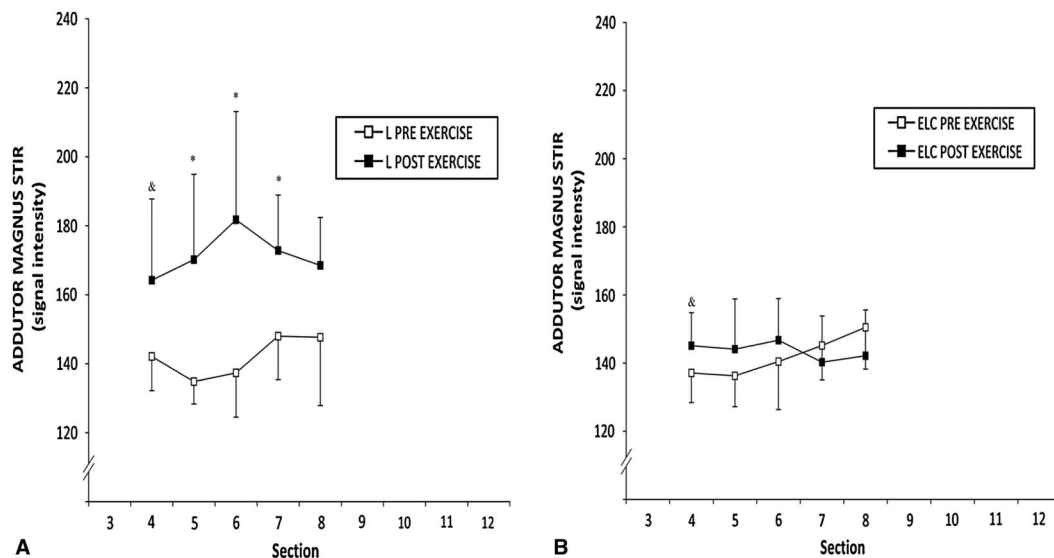 240
220
200
180
160
140
120
ADDUTOR MAGNUS STIR
(signal intensty)
&
*
*
*
L PRE EXERCISE
L POST EXERCISE
3 4 5 6 7 8 9 10 11 12
Section
A
240
220
200
180
160
140
120
ADDUTOR MAGNUS STIR
(signal intensity)
&
ELC PRE EXERCISE
ELC POST EXERCISE
3 4 5 6 7 8 9 10 11 12
Section
B